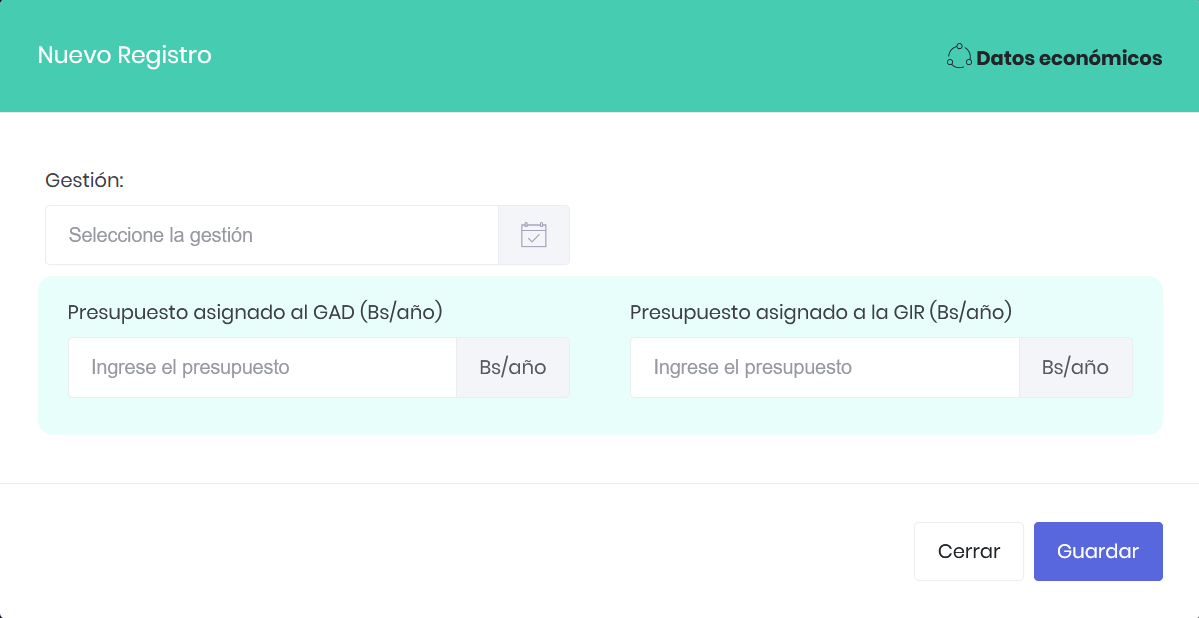 Nuevo Registro
Datos económicos
Gestión:
Seleccione la gestión
Presupuesto asignado al GAD (Bs/año)
Ingrese el presupuesto
Bs/año
Presupuesto asignado a la GIR (Bs/año)
Ingrese el presupuesto
Bs/año
Cerrar
Guardar